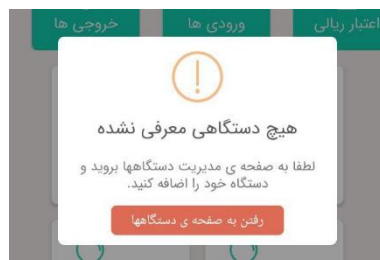 اعتبار ریالی ورودی ها خروجی ها
هیچ دستگاهی معرفی نشده
لطفا به صفحه ی مدیریت دستگاهها بروید و
دستگاه خود را اضافه کنید.
رفتن به صفحه ی دستگاهها